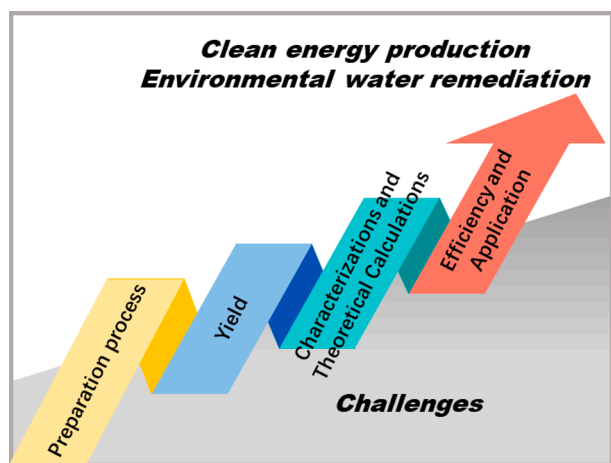 Clean energy production
Environmental water remediation
Preparation process
Yield
Characterizations and
Theoretical Calculations
Efficiency and
Application
Challenges